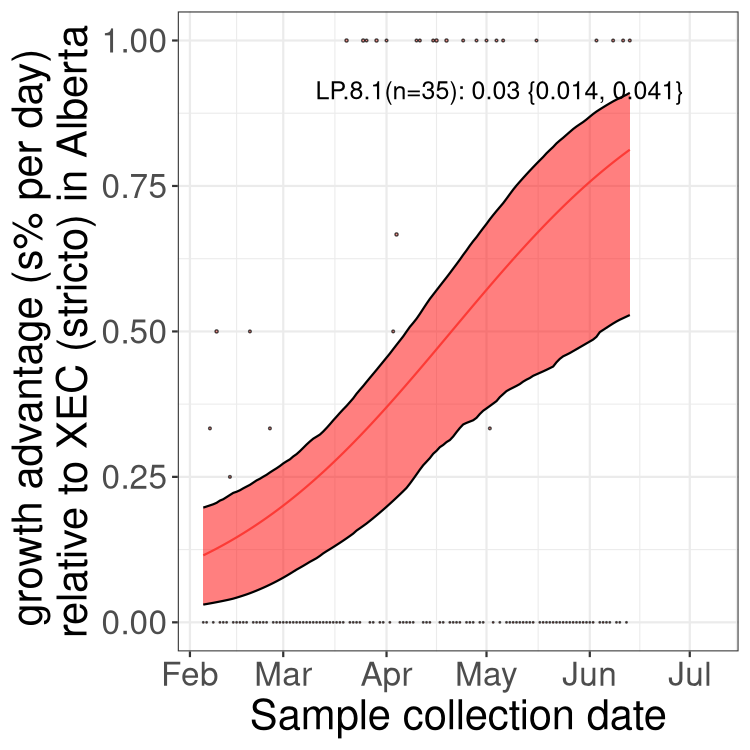 growth advantage (s% per day)
relative to XEC (stricto) in Alberta
1.00
0.75
0.50
0.25
0.00
LP.8.1(n=35): 0.03 {0.014, 0.041}
Feb Mar Apr May Jun Jul
Sample collection date